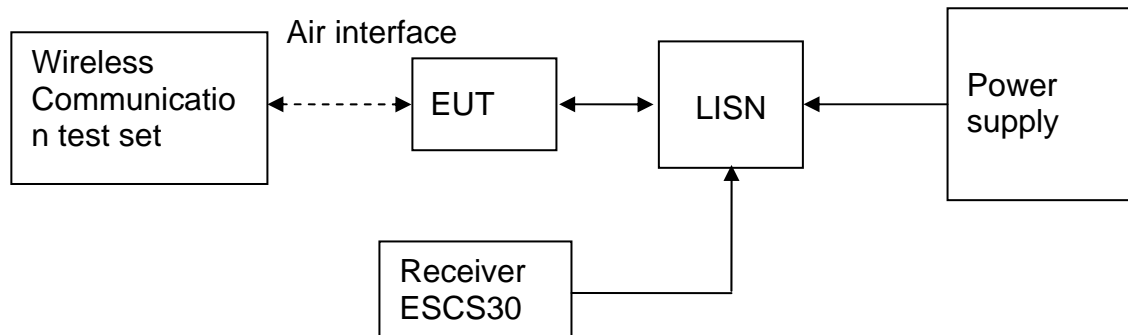 Air interface
Wireless
Communicatio
n test set
EUT
LISN
Power
supply
Receiver
ESCS30